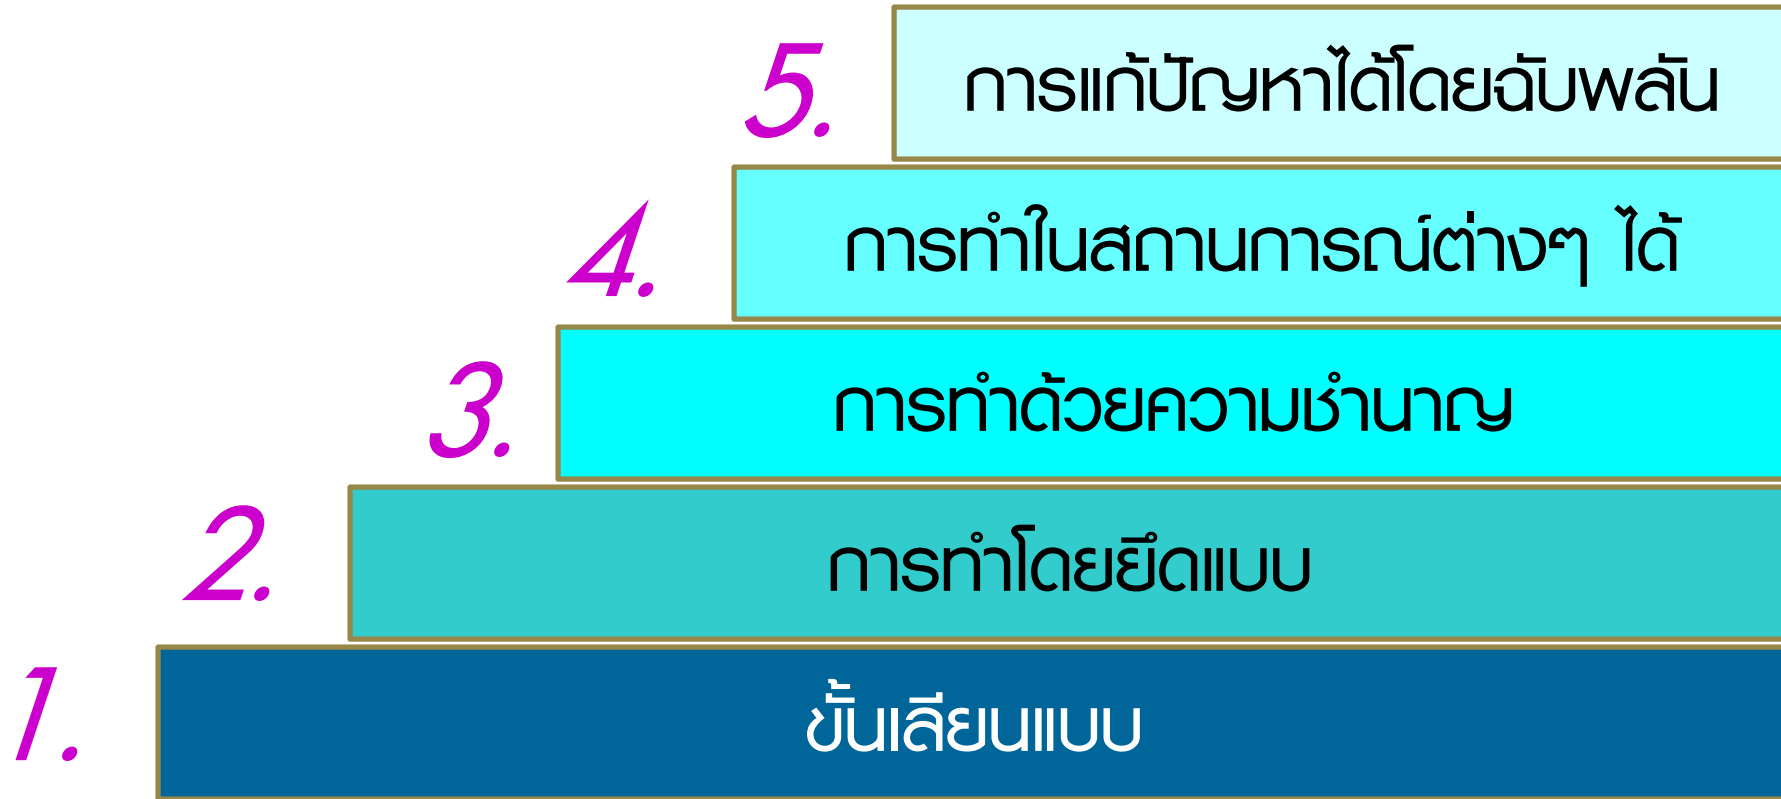 5. การแก้ปัญหาได้โดยฉับพลัน
4. การทำในสถานการณ์ต่างๆ ได้
3. การทำด้วยความชำนาญ
2. การทำโดยยึดแบบ
1. ขั้นเลียนแบบ